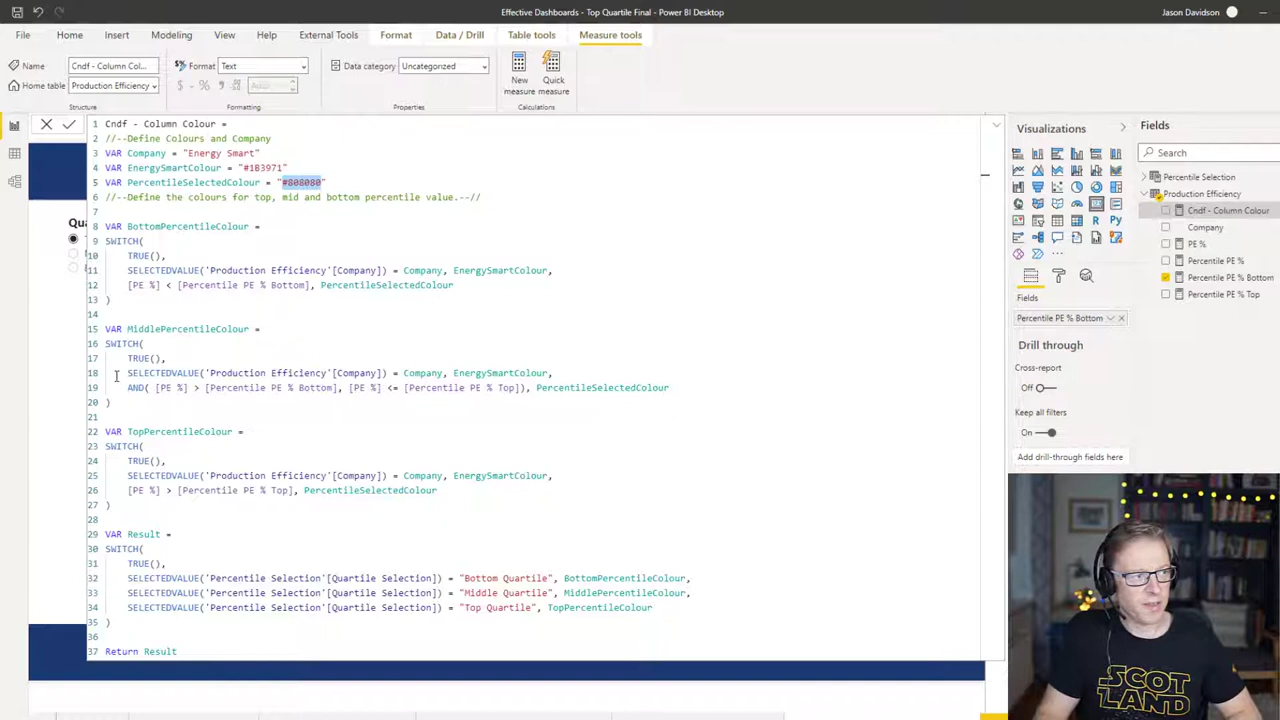 Effective Dashboards - Top Quartile Final - Power BI Desktop
Jason Davidson
File Home Insert Modeling View Help External Tools Format Data / Drill Table tools Measure tools
Name Cndf - Column Col...
Home table Production Efficiency
Structure
Format Text
$ % Auto
Formatting
Data category Uncategorized
Properties
New measure
Quick measure
Calculations
1 Cndf - Column Colour =
2 //--Define Colours and Company
3 VAR Company = "Energy Smart"
4 VAR EnergySmartColour = "#1B3971"
5 VAR PercentileSelectedColour = "#808080"
6 //--Define the colours for top, mid and bottom percentile value.--//
7
8 VAR BottomPercentileColour =
9 SWITCH(
10 TRUE(),
11 SELECTEDVALUE('Production Efficiency'[Company]) = Company, EnergySmartColour,
12 [PE %] < [Percentile PE % Bottom], PercentileSelectedColour
13 )
14
15 VAR MiddlePercentileColour =
16 SWITCH(
17 TRUE(),
18 SELECTEDVALUE('Production Efficiency'[Company]) = Company, EnergySmartColour,
19 AND( [PE %] > [Percentile PE % Bottom], [PE %] <= [Percentile PE % Top]), PercentileSelectedColour
20 )
21
22 VAR TopPercentileColour =
23 SWITCH(
24 TRUE(),
25 SELECTEDVALUE('Production Efficiency'[Company]) = Company, EnergySmartColour,
26 [PE %] > [Percentile PE % Top], PercentileSelectedColour
27 )
28
29 VAR Result =
30 SWITCH(
31 TRUE(),
32 SELECTEDVALUE('Percentile Selection'[Quartile Selection]) = "Bottom Quartile", BottomPercentileColour,
33 SELECTEDVALUE('Percentile Selection'[Quartile Selection]) = "Middle Quartile", MiddlePercentileColour,
34 SELECTEDVALUE('Percentile Selection'[Quartile Selection]) = "Top Quartile", TopPercentileColour
35 )
36
37 Return Result
Qua
Visualizations
R Py
Fields
Percentile PE % Bottom
Drill through
Cross-report
Off
Keep all filters
On
Add drill-through fields here
Fields
Search
Percentile Selection
Production Efficiency
Cndf - Column Colour
Company
PE %
Percentile PE %
Percentile PE % Bottom
Percentile PE % Top
SCOT
LAND